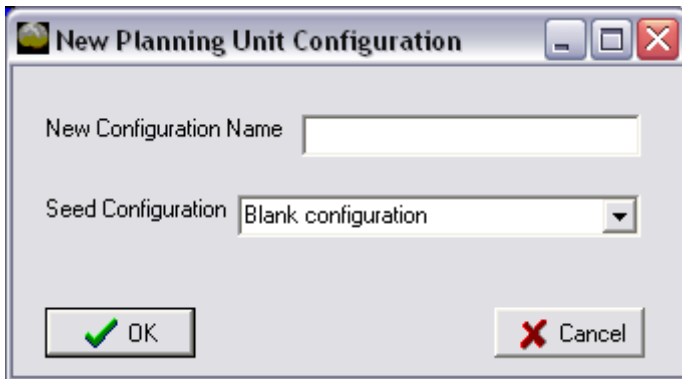 New Planning Unit Configuration
New Configuration Name
Seed Configuration Blank configuration
OK Cancel